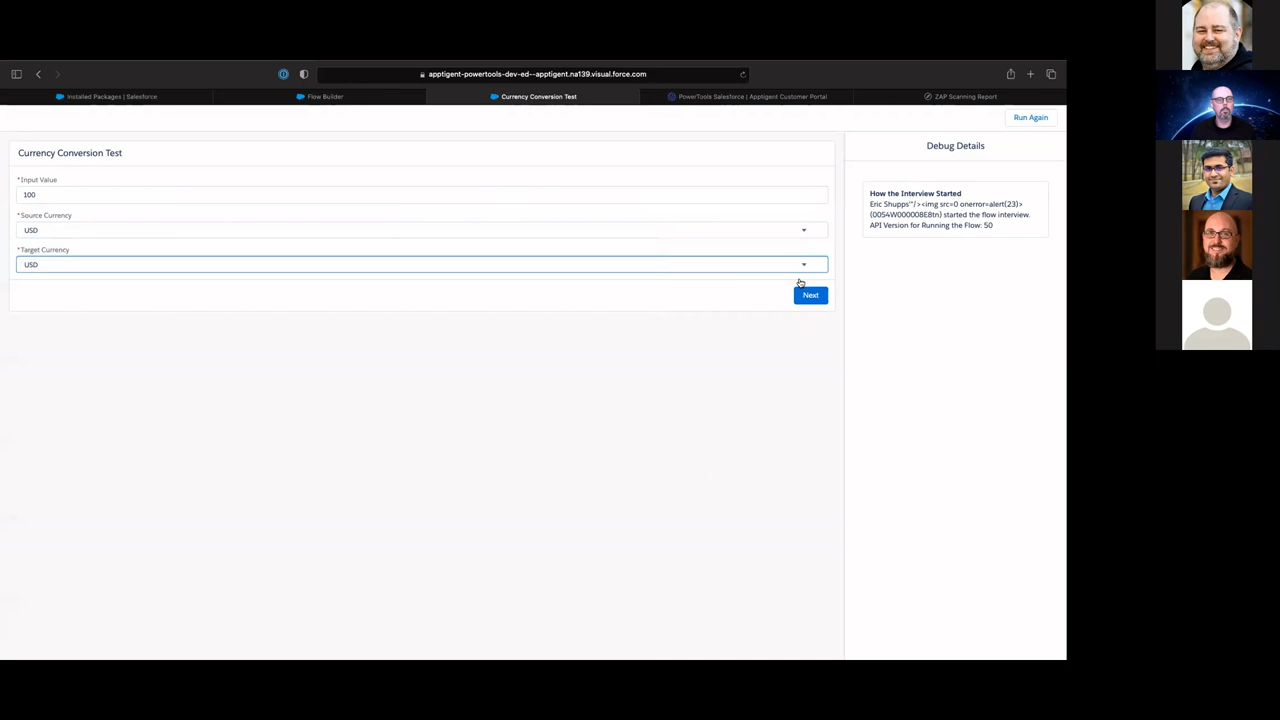 apptigent-powertools-dev-ed--apptigent.na139.visual.force.com
Installed Packages | Salesforce
Flow Builder
Currency Conversion Test
PowerTools Salesforce | Apptigent Customer Portal
ZAP Scanning Report
Run Again
Currency Conversion Test
*Input Value
100
*Source Currency
USD
*Target Currency
USD
Next
Debug Details
How the Interview Started
Eric Shupps'"/><img src=0 onerror=alert(23)>
(0054W000008E8tn) started the flow interview.
API Version for Running the Flow: 50